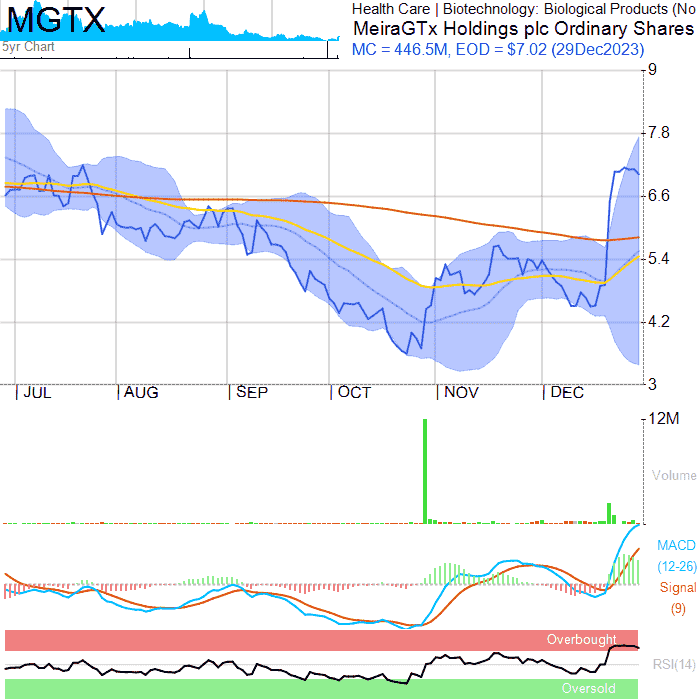 MGTX
5yr Chart
Health Care | Biotechnology: Biological Products (No
MeiraGTx Holdings plc Ordinary Shares
MC = 446.5M, EOD = $7.02 (29Dec2023)
9
7.8
6.6
5.4
4.2
3
JUL AUG SEP OCT NOV DEC
12M
Volume
MACD
(12-26)
Signal
(9)
Overbought
RSI(14)
Oversold